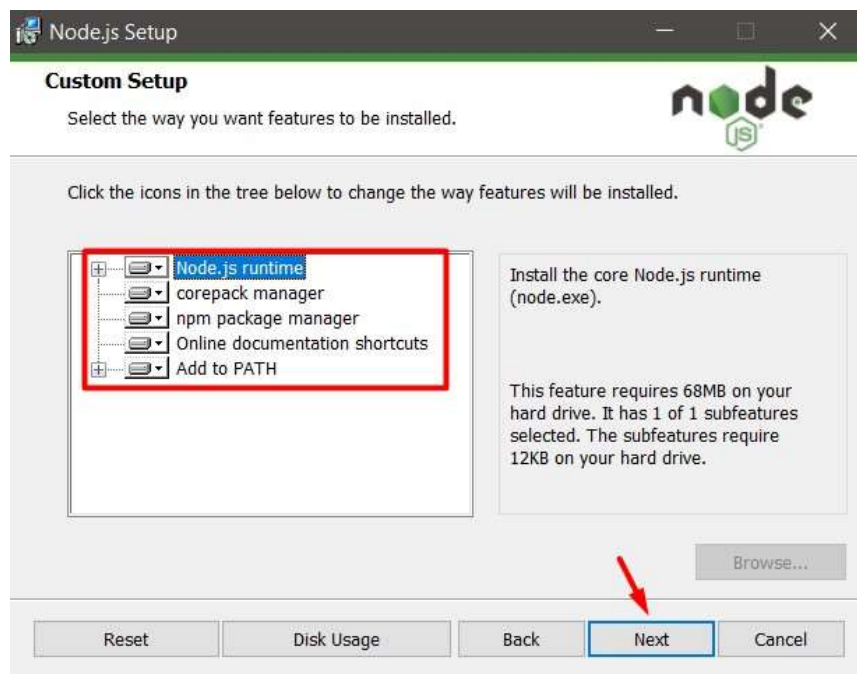 Node.js Setup
Custom Setup
Select the way you want features to be installed.
node
JS
Click the icons in the tree below to change the way features will be installed.
Node.js runtime
corepack manager
npm package manager
Online documentation shortcuts
Add to PATH
Install the core Node.js runtime
(node.exe).
This feature requires 68MB on your
hard drive. It has 1 of 1 subfeatures
selected. The subfeatures require
12KB on your hard drive.
Browse...
Reset
Disk Usage
Back
Next
Cancel